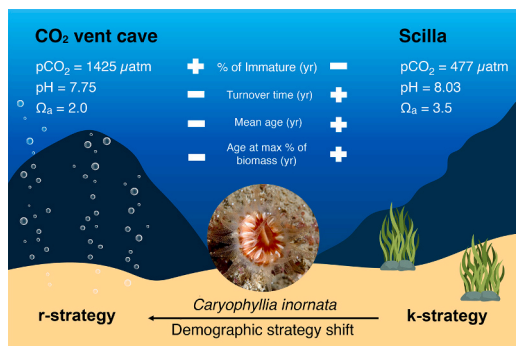 CO₂ vent cave
pCO₂ = 1425 µatm
pH = 7.75
Ωₐ = 2.0
+ % of Immature (yr) −
− Turnover time (yr) +
− Mean age (yr) +
− Age at max % of +
biomass (yr)
Scilla
pCO₂ = 477 µatm
pH = 8.03
Ωₐ = 3.5
Caryophyllia inornata
r-strategy
k-strategy
Demographic strategy shift